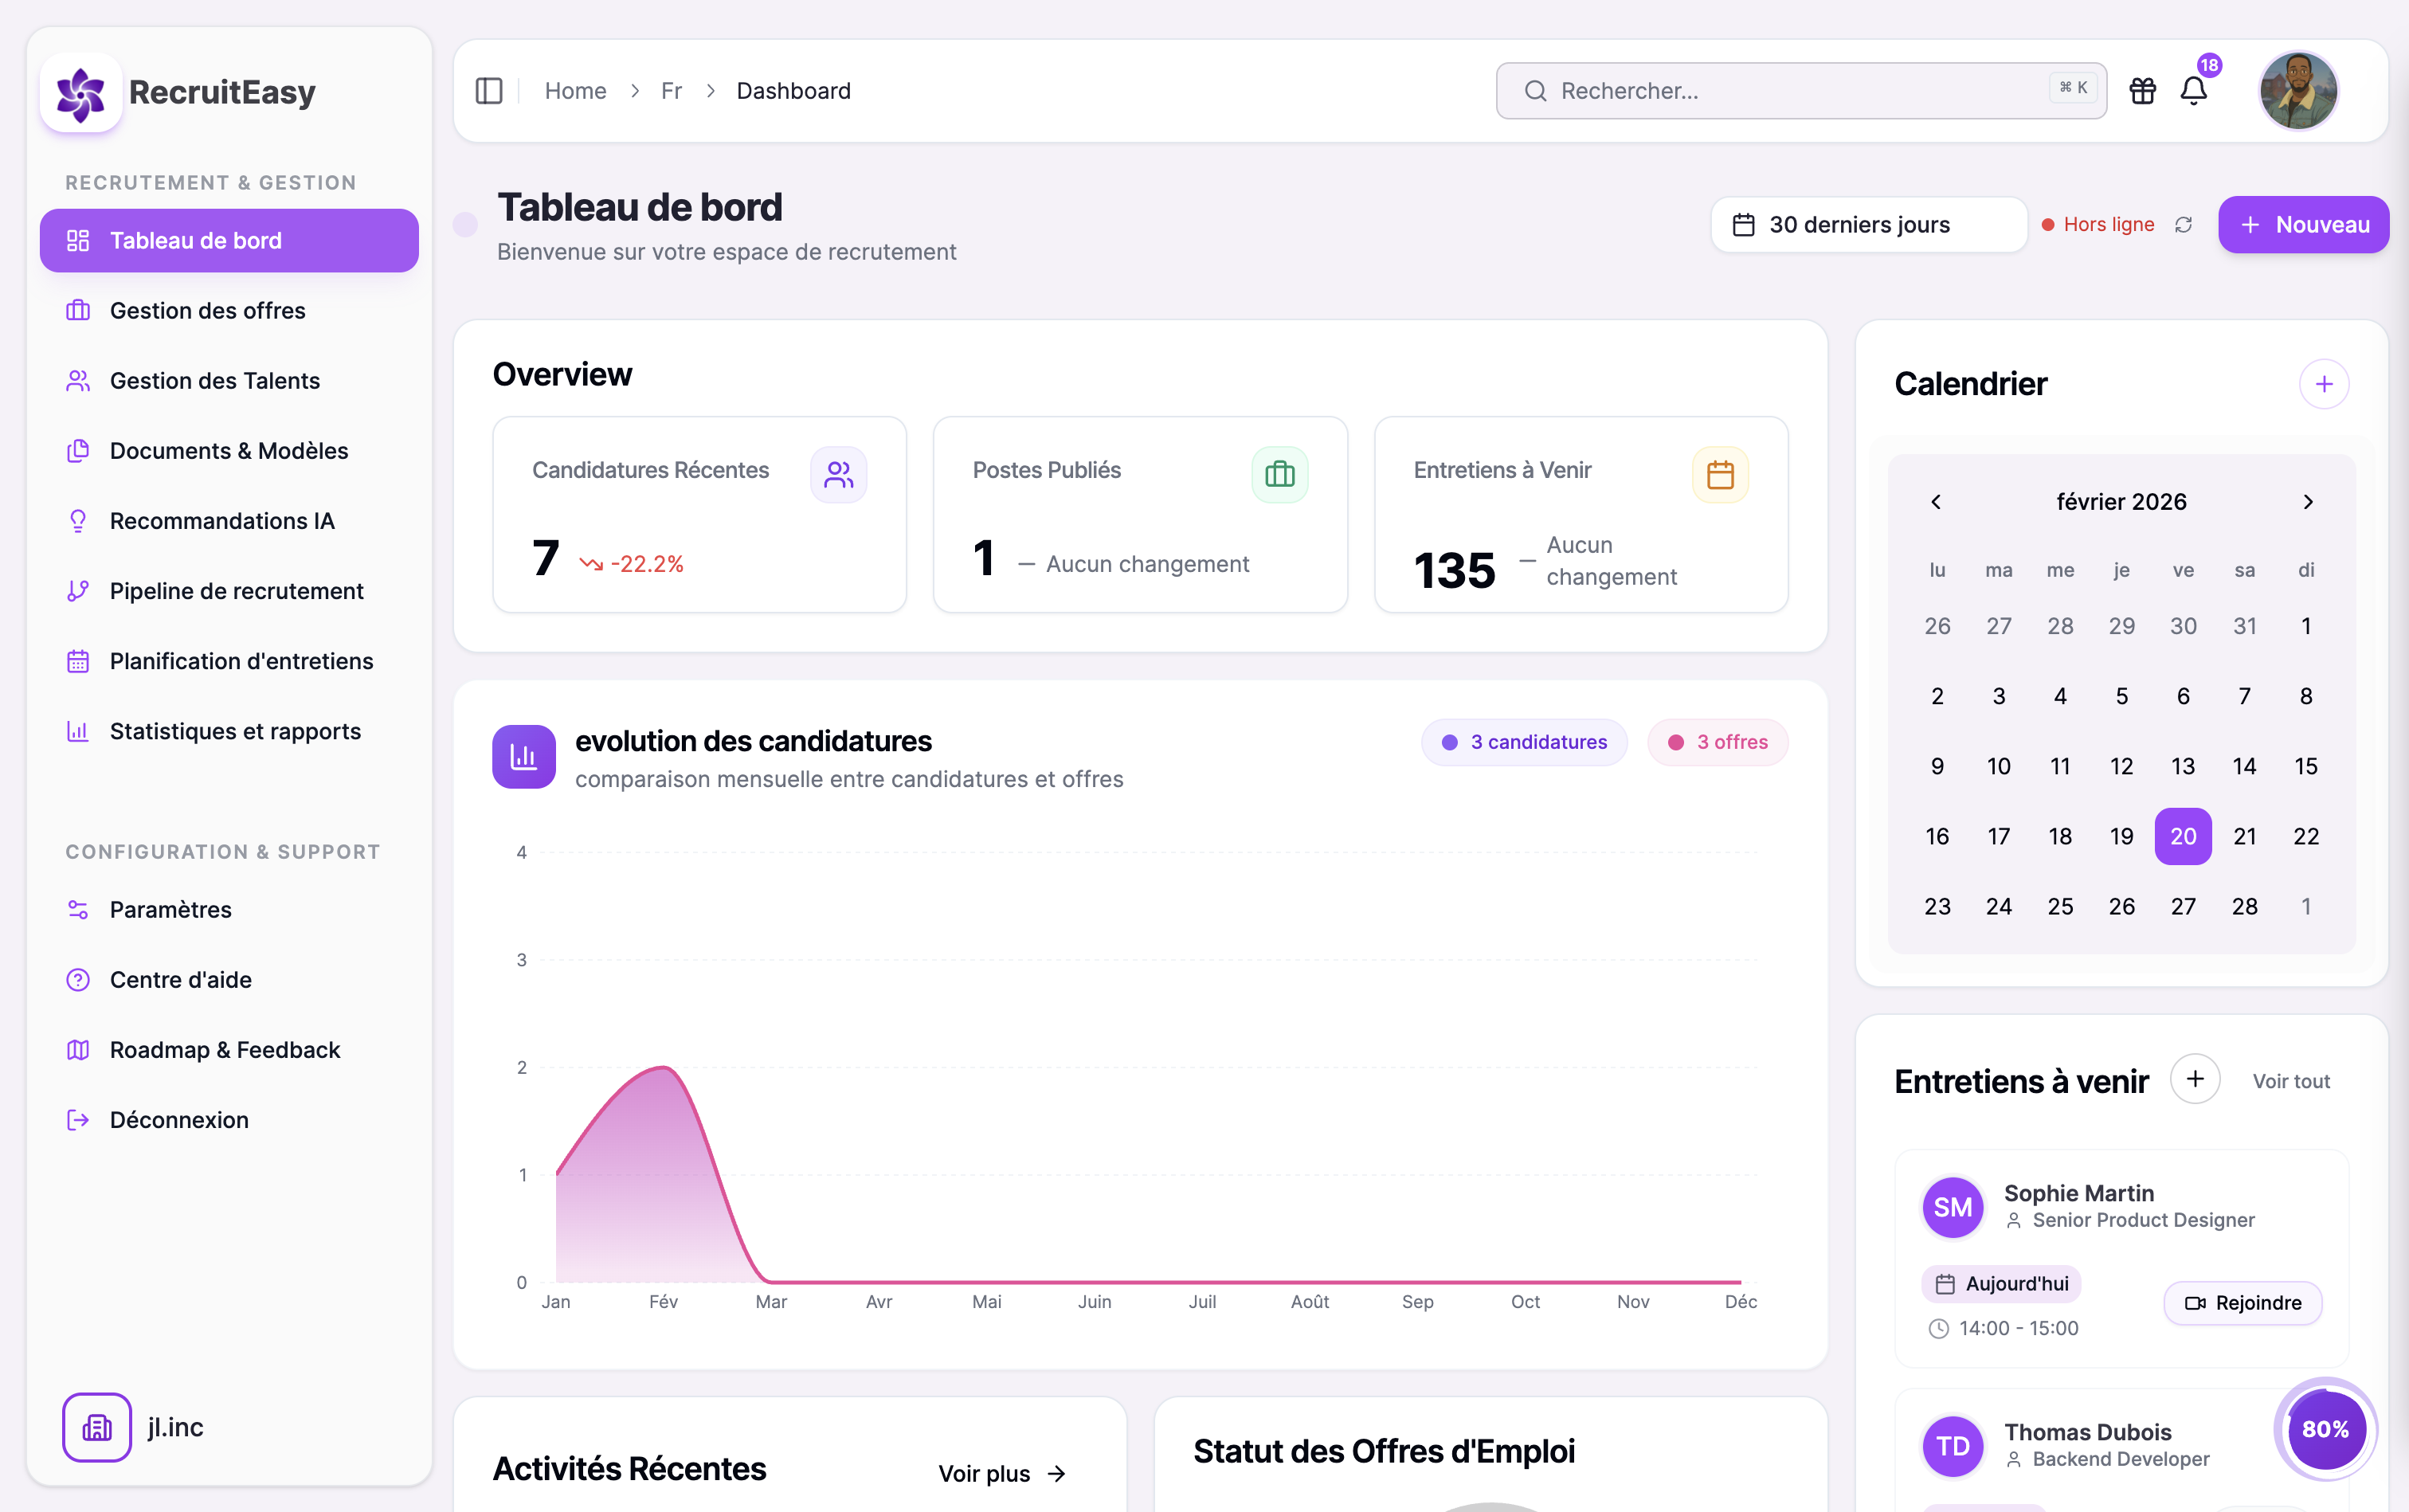 RecruitEasy
RECRUTEMENT & GESTION
Tableau de bord
Gestion des offres
Gestion des Talents
Documents & Modèles
Recommandations IA
Pipeline de recrutement
Planification d'entretiens
Statistiques et rapports
CONFIGURATION & SUPPORT
Paramètres
Centre d'aide
Roadmap & Feedback
Déconnexion
jl.inc
Home > Fr > Dashboard
Rechercher... ⌘ K
18
Tableau de bord
Bienvenue sur votre espace de recrutement
30 derniers jours
Hors ligne
+ Nouveau
Overview
Candidatures Récentes
7 -22.2%
Postes Publiés
1 — Aucun changement
Entretiens à Venir
135 — Aucun
changement
evolution des candidatures
comparaison mensuelle entre candidatures et offres
3 candidatures
3 offres
4
3
2
1
0
Jan Fév Mar Avr Mai Juin Juil Août Sep Oct Nov Déc
Activités Récentes
Voir plus →
Statut des Offres d'Emploi
Calendrier
+
février 2026
lu ma me je ve sa di
26 27 28 29 30 31 1
2 3 4 5 6 7 8
9 10 11 12 13 14 15
16 17 18 19 20 21 22
23 24 25 26 27 28 1
Entretiens à venir
+
Voir tout
SM
Sophie Martin
Senior Product Designer
Aujourd'hui
14:00 - 15:00
Rejoindre
TD
Thomas Dubois
Backend Developer
80%